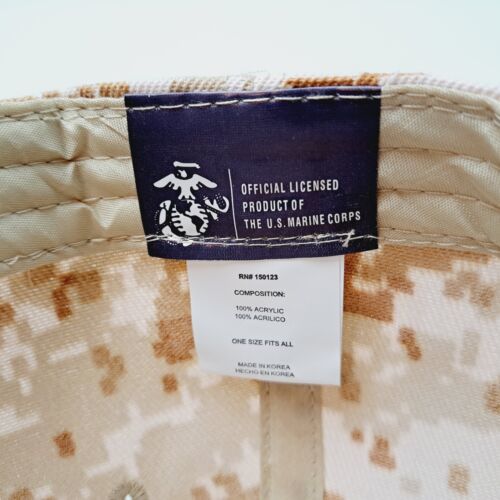 OFFICIAL LICENSED
PRODUCT OF
THE U.S. MARINE CORPS
RN# 150123
COMPOSITION:
100% ACRYLIC
100% ACRILICO
ONE SIZE FITS ALL
MADE IN KOREA
HECHO EN KOREA